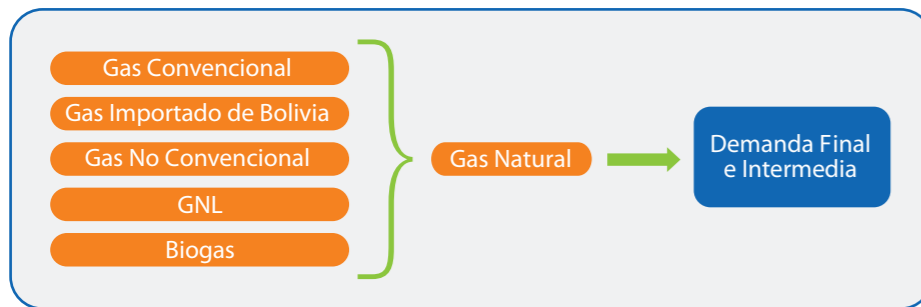 Gas Convencional
Gas Importado de Bolivia
Gas No Convencional
GNL
Biogas
Gas Natural
Demanda Final
e Intermedia